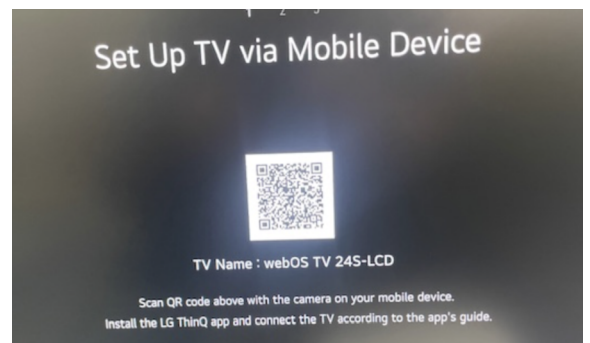 Set Up TV via Mobile Device
TV Name : webOS TV 24S-LCD
Scan QR code above with the camera on your mobile device.
Install the LG ThinQ app and connect the TV according to the app's guide.